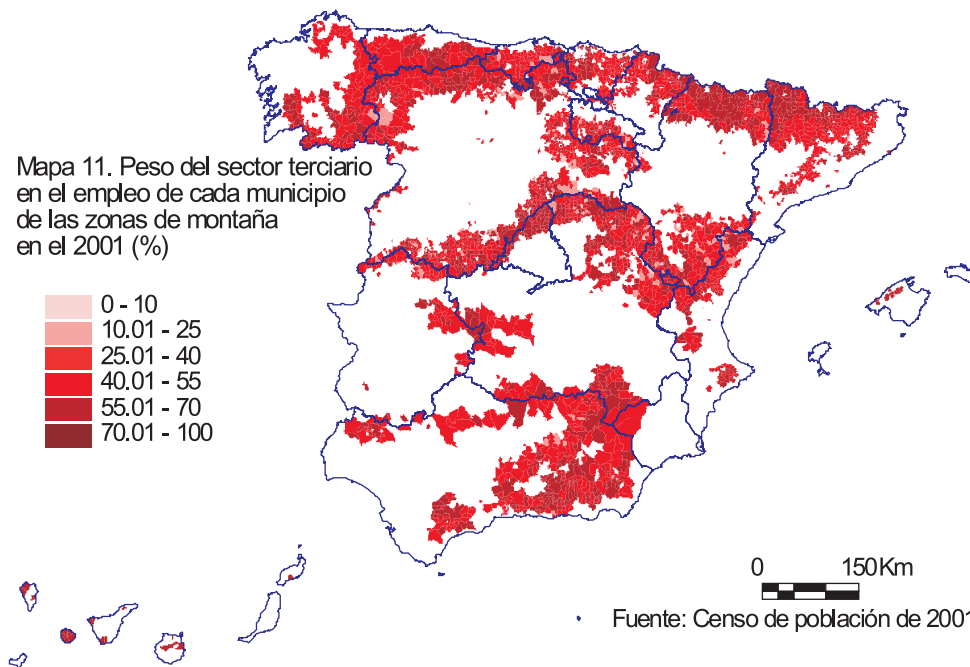 Mapa 11. Peso del sector terciario
en el empleo de cada municipio
de las zonas de montaña
en el 2001 (%)
0 - 10
10.01 - 25
25.01 - 40
40.01 - 55
55.01 - 70
70.01 - 100
0 150Km
Fuente: Censo de población de 2001